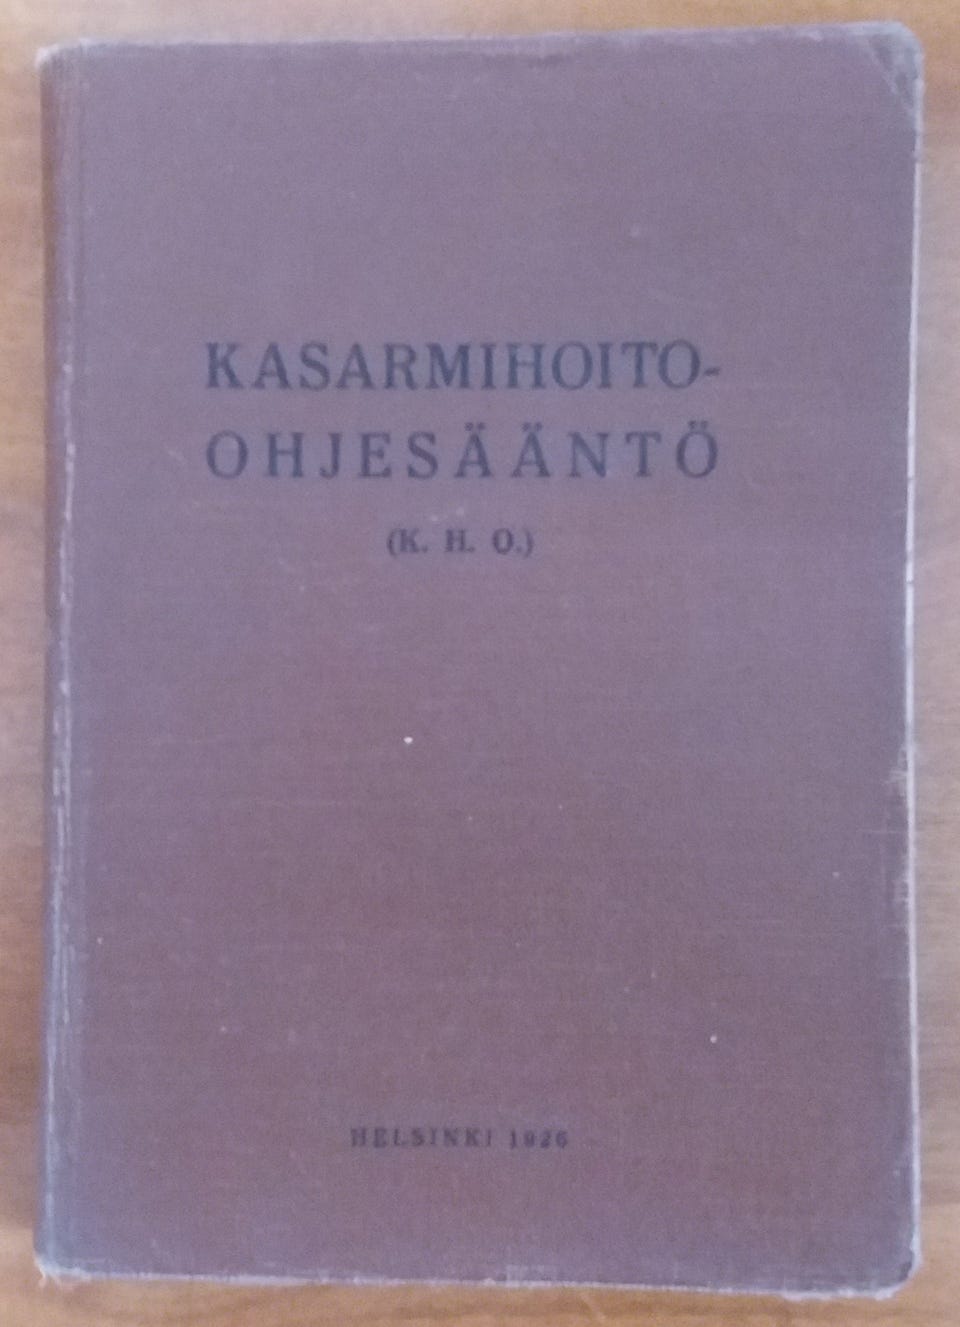 KASARMIHOITO-
OHJESÄÄNTÖ
(K. H. O.)
HELSINKI 1926